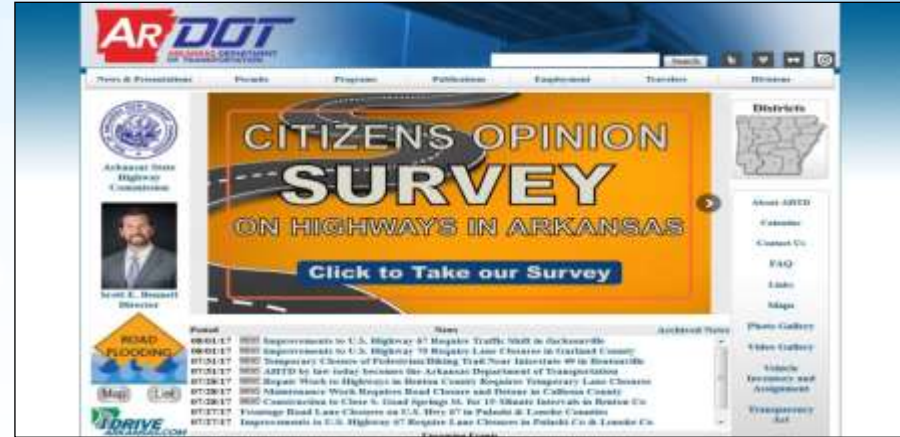 ARDOT
ARKANSAS DEPARTMENT
OF TRANSPORTATION
Search
News & Presentations Permits Programs Publications Employment Travelers Divisions
Arkansas State
Highway
Commission
Scott E. Bennett
Director
ROAD
FLOODING
Map List
IDRIVE
ARKANSAS.COM
CITIZENS OPINION
SURVEY
ON HIGHWAYS IN ARKANSAS
Click to Take our Survey
Posted News Archived News
08/01/17 Improvements to U.S. Highway 67 Require Traffic Shift in Jacksonville
08/01/17 Improvements to U.S. Highway 70 Require Lane Closures in Garland County
07/31/17 Temporary Closure of Pedestrian/Biking Trail Near Interstate 49 in Bentonville
07/31/17 AHTD by law today becomes the Arkansas Department of Transportation
07/28/17 Repair Work to Highways in Benton County Requires Temporary Lane Closures
07/28/17 Maintenance Work Requires Road Closure and Detour in Calhoun County
07/28/17 Construction to Close S. Goad Springs St. For 15-Minute Intervals in Benton Co
07/27/17 Frontage Road Lane Closures on U.S. Hwy 67 in Pulaski & Lonoke Counties
07/27/17 Improvements to U.S. Highway 67 Require Lane Closures in Pulaski Co & Lonoke Co
Upcoming Events
Districts
About AHTD
Calendar
Contact Us
FAQ
Links
Maps
Photo Gallery
Video Gallery
Vehicle
Inventory and
Assignment
Transparency
Act